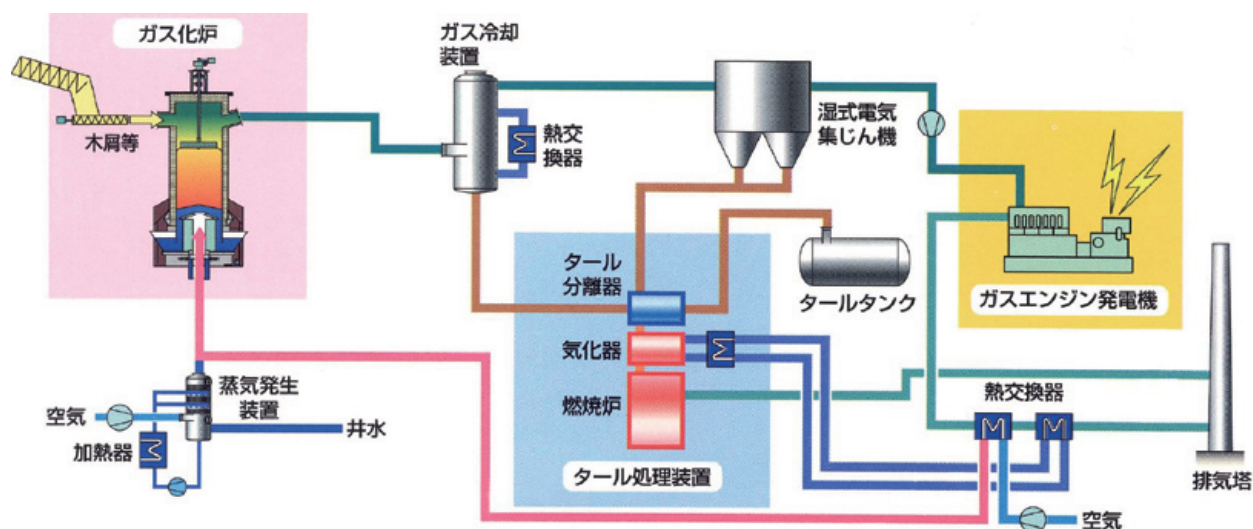 ガス化炉
木屑等
ガス冷却
装置
熱交
換器
湿式電気
集じん機
ガスエンジン発電機
タール
分離器
タールタンク
気化器
燃焼炉
タール処理装置
蒸気発生
装置
空気
加熱器
井水
熱交換器
排気塔
空気